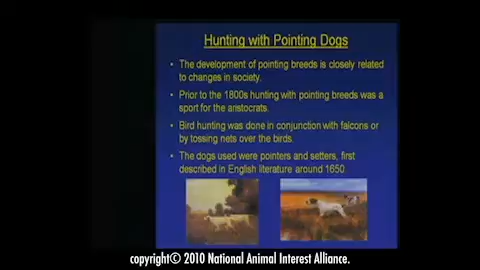 Hunting with Pointing Dogs
• The development of pointing breeds is closely related
to changes in society.
• Prior to the 1800s hunting with pointing breeds was a
sport for the aristocrats.
• Bird hunting was done in conjunction with falcons or
by tossing nets over the birds.
• The dogs used were pointers and setters, first
described in English literature around 1650
copyright© 2010 National Animal Interest Alliance.